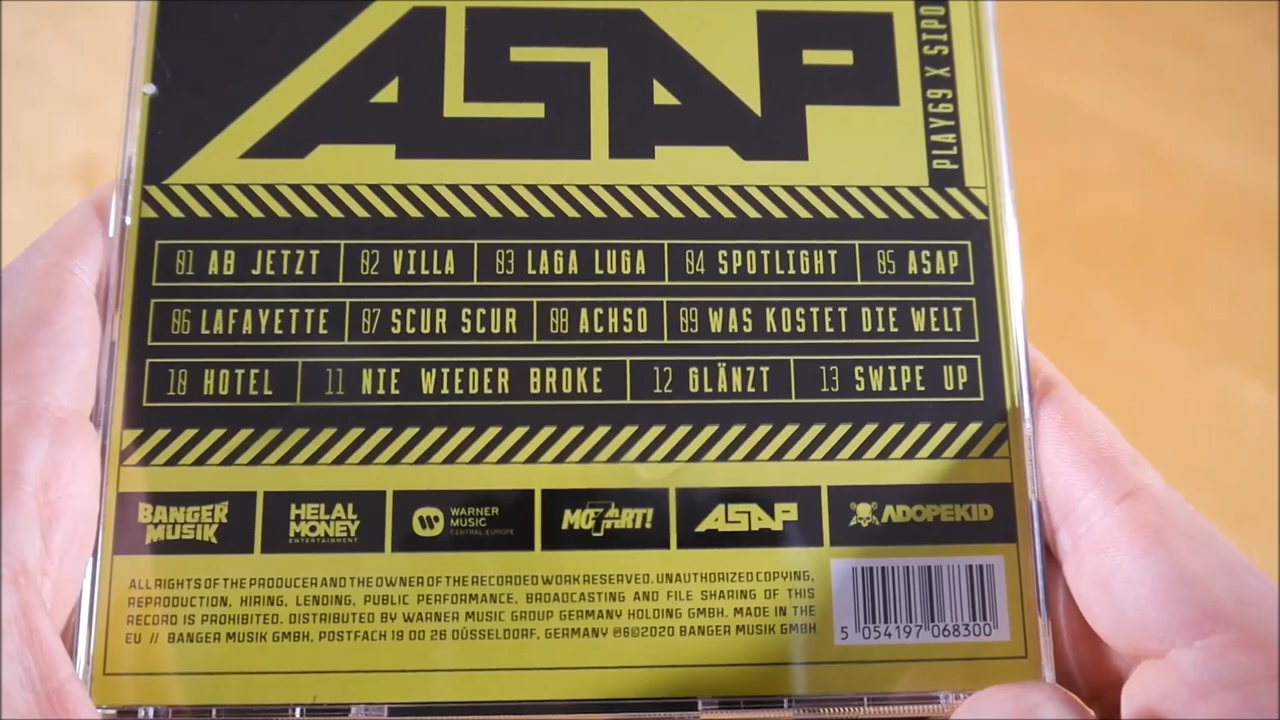 ASAP
PLAY69 X SIPO
01 AB JETZT 02 VILLA 03 LAGA LUGA 04 SPOTLIGHT 05 ASAP
06 LAFAYETTE 07 SCUR SCUR 08 ACHSO 09 WAS KOSTET DIE WELT
10 HOTEL 11 NIE WIEDER BROKE 12 GLÄNZT 13 SWIPE UP
BANGER
MUSIK
HELAL
MONEY
ENTERTAINMENT
WARNER
MUSIC
CENTRAL EUROPE
MO7ART!
ASAP
ADOPEKID
ALL RIGHTS OF THE PRODUCER AND THE OWNER OF THE RECORDED WORK RESERVED. UNAUTHORIZED COPYING,
REPRODUCTION, HIRING, LENDING, PUBLIC PERFORMANCE, BROADCASTING AND FILE SHARING OF THIS
RECORD IS PROHIBITED. DISTRIBUTED BY WARNER MUSIC GROUP GERMANY HOLDING GMBH. MADE IN THE
EU // BANGER MUSIK GMBH, POSTFACH 19 00 26 DÜSSELDORF, GERMANY ℗&©2020 BANGER MUSIK GMBH
5 054197 068300